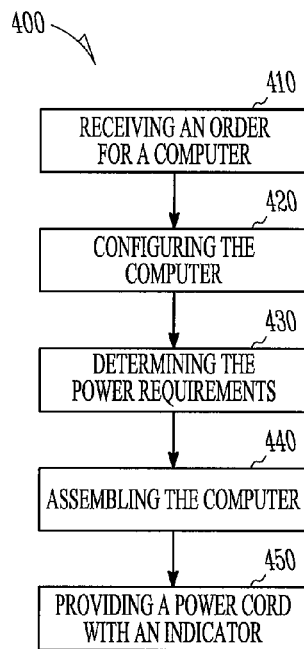 400
410
RECEIVING AN ORDER
FOR A COMPUTER
420
CONFIGURING THE
COMPUTER
430
DETERMINING THE
POWER REQUIREMENTS
440
ASSEMBLING THE COMPUTER
450
PROVIDING A POWER CORD
WITH AN INDICATOR